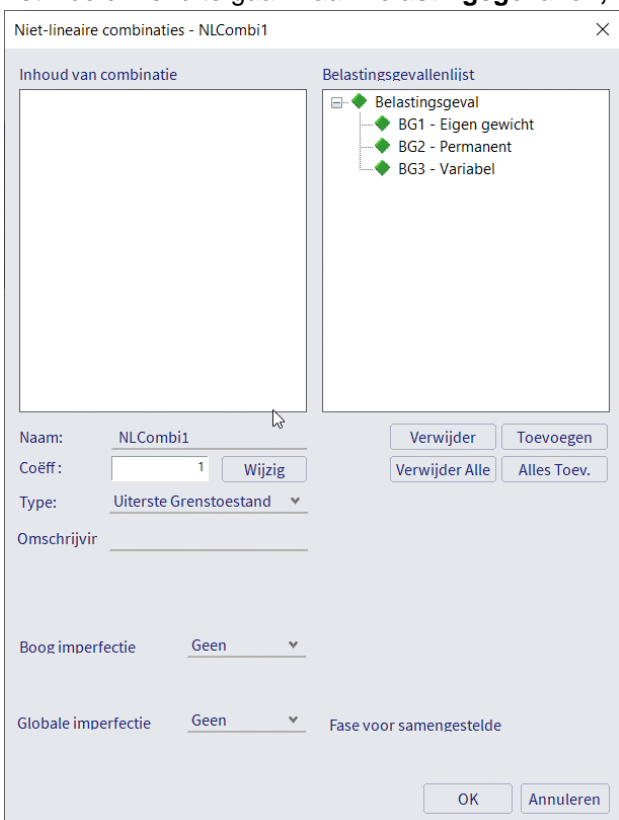 Niet-lineaire combinaties - NLCombi1
Inhoud van combinatie
Belastingsgevallenlijst
Belastingsgeval
BG1 - Eigen gewicht
BG2 - Permanent
BG3 - Variabel
Naam: NLCombi1
Verwijder Toevoegen
Coëff: 1 Wijzig
Verwijder Alle Alles Toev.
Type: Uiterste Grenstoestand
Omschrijvir
Boog imperfectie Geen
Globale imperfectie Geen
Fase voor samengestelde
OK Annuleren